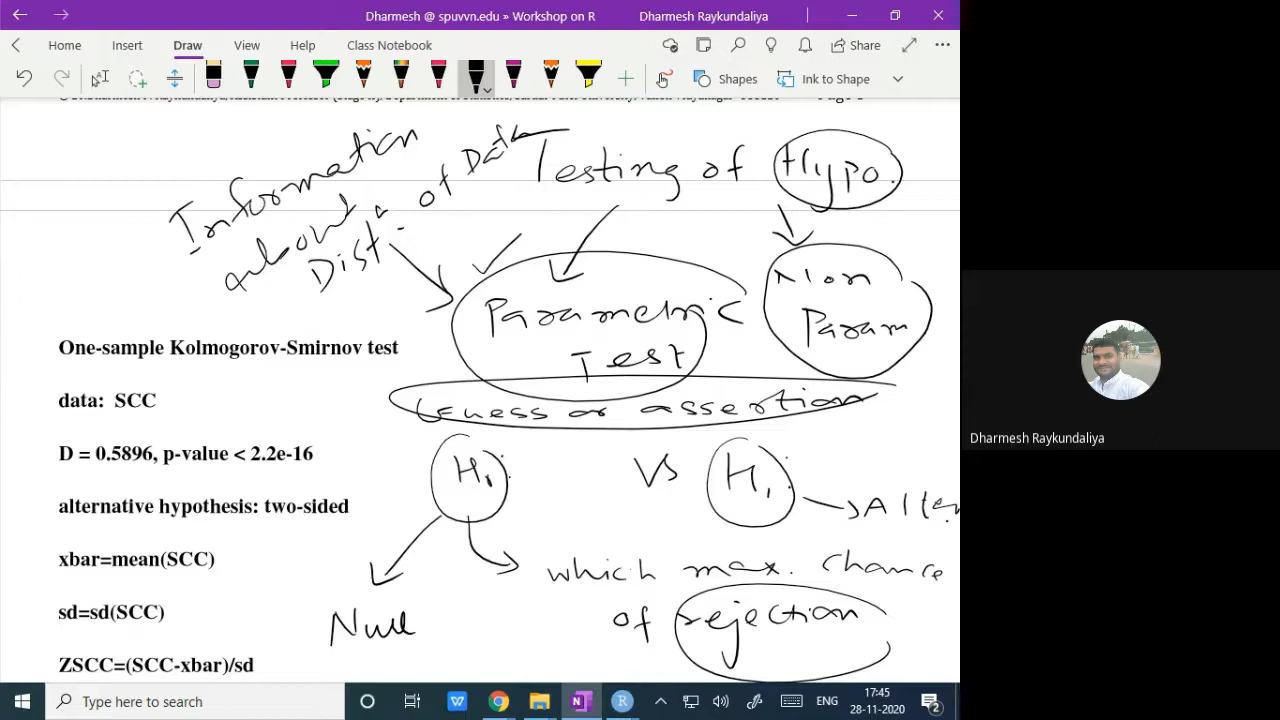 Dharmesh @ spuvvn.edu » Workshop on R
Dharmesh Raykundaliya
Home Insert Draw View Help Class Notebook
Share
Shapes
Ink to Shape
Information
about
Dist^n. of Data
Testing of Hypo.
Parametric
Test
Non
Param
Guess or assertion
H₀ VS H₁
Alter
which max. chance
of rejection
Null
One-sample Kolmogorov-Smirnov test
data: SCC
D = 0.5896, p-value < 2.2e-16
alternative hypothesis: two-sided
xbar=mean(SCC)
sd=sd(SCC)
ZSCC=(SCC-xbar)/sd
Dharmesh Raykundaliya
Type here to search
ENG
17:45
28-11-2020
2